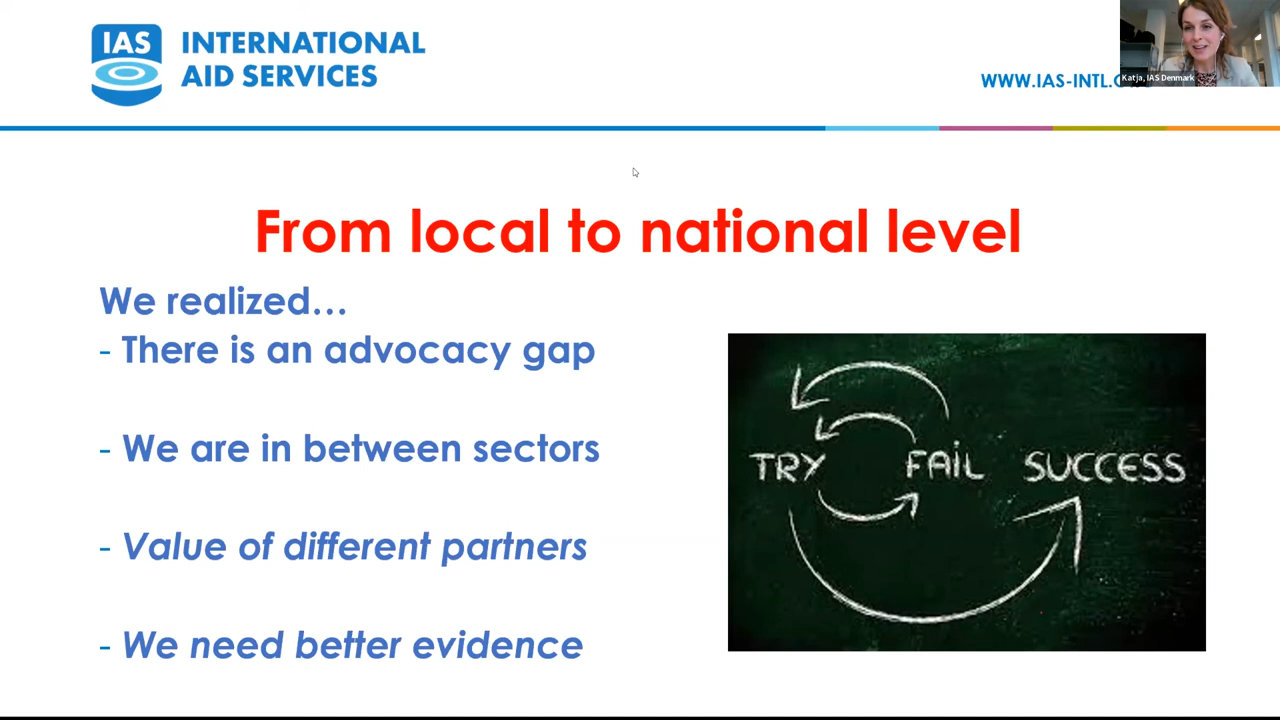 IAS
INTERNATIONAL
AID SERVICES
WWW.IAS-INTL.
Katja, IAS Denmark
From local to national level
We realized…
- There is an advocacy gap
- We are in between sectors
- Value of different partners
- We need better evidence
TRY FAIL SUCCESS